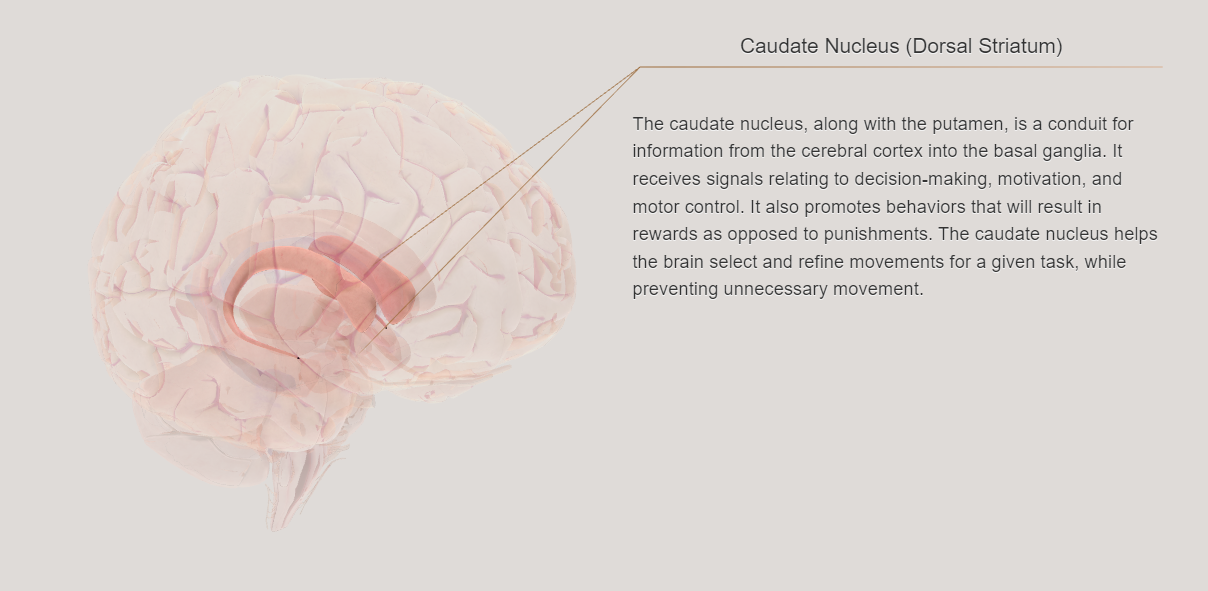 Caudate Nucleus (Dorsal Striatum)
The caudate nucleus, along with the putamen, is a conduit for
information from the cerebral cortex into the basal ganglia. It
receives signals relating to decision-making, motivation, and
motor control. It also promotes behaviors that will result in
rewards as opposed to punishments. The caudate nucleus helps
the brain select and refine movements for a given task, while
preventing unnecessary movement.